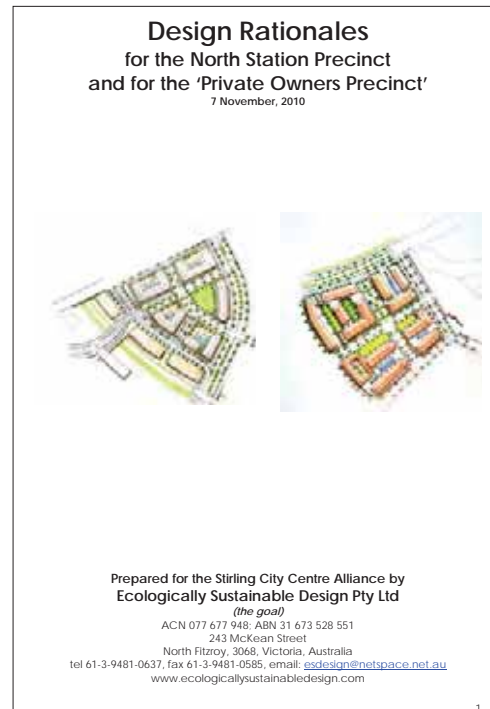 Design Rationales
for the North Station Precinct
and for the ‘Private Owners Precinct’
7 November, 2010
Prepared for the Stirling City Centre Alliance by
Ecologically Sustainable Design Pty Ltd
(the goal)
ACN 077 677 948; ABN 31 673 528 551
243 McKean Street
North Fitzroy, 3068, Victoria, Australia
tel 61-3-9481-0637, fax 61-3-9481-0585, email: esdesign@netspace.net.au
www.ecologicallysustainabledesign.com
1